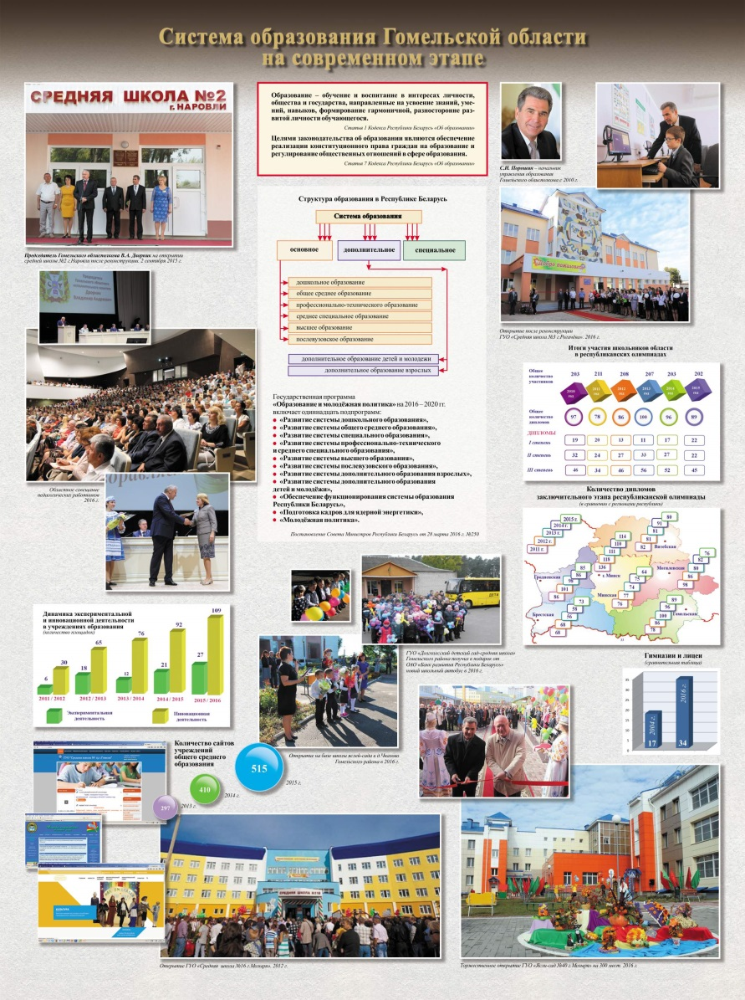 Система образования Гомельской области
на современном этапе
СРЕДНЯЯ ШКОЛА №2
г. НАРОВЛИ
Председатель Гомельского облисполкома В.А. Дворник на открытии
средней школы №2 г.Наровли после реконструкции. 2 сентября 2015 г.
Образование – обучение и воспитание в интересах личности,
общества и государства, направленные на усвоение знаний, уме-
ний, навыков, формирование гармоничной, разносторонне раз-
витой личности обучающегося.
Статья 1 Кодекса Республики Беларусь «Об образовании»
Целями законодательства об образовании являются обеспечение
реализации конституционного права граждан на образование и
регулирование общественных отношений в сфере образования.
Статья 7 Кодекса Республики Беларусь «Об образовании»
С.И. Порошин – начальник
управления образования
Гомельского облисполкома с 2010 г.
Структура образования в Республике Беларусь
Система образования
основное
дополнительное
специальное
дошкольное образование
общее среднее образование
профессионально-техническое образование
среднее специальное образование
высшее образование
послевузовское образование
дополнительное образование детей и молодежи
дополнительное образование взрослых
Добро пожаловать
Открытие после реконструкции
ГУО «Средняя школа №3 г.Рогачева». 2016 г.
Областное совещание
педагогических работников
2016 г.
Государственная программа
«Образование и молодёжная политика» на 2016 – 2020 гг.
включает одиннадцать подпрограмм:
● «Развитие системы дошкольного образования»,
● «Развитие системы общего среднего образования»,
● «Развитие системы специального образования»,
● «Развитие системы профессионально-технического
и среднего специального образования»,
● «Развитие системы высшего образования»,
● «Развитие системы послевузовского образования»,
● «Развитие системы дополнительного образования взрослых»,
● «Развитие системы дополнительного образования
детей и молодёжи»,
● «Обеспечение функционирования системы образования
Республики Беларусь»,
● «Подготовка кадров для ядерной энергетики»,
● «Молодёжная политика».
Постановление Совета Министров Республики Беларусь от 28 марта 2016 г. №250
Итоги участия школьников области
в республиканских олимпиадах
Общее
количество
участников
203 211 208 207 203 202
2010 год 2011 год 2012 год 2013 год 2014 год 2015 год
Общее
количество
дипломов
97 78 86 100 96 89
ДИПЛОМЫ
I степень 19 20 13 11 17 22
II степень 32 24 27 33 27 22
III степень 46 34 46 56 52 45
Количество дипломов
заключительного этапа республиканской олимпиады
(в сравнении с регионами республики)
2015 г.
2014 г.
2013 г.
2012 г.
2011 г.
80
91
81
81
82
Витебская
114
110
111
118
136
г. Минск
76
82
80
86
98
Могилевская
85
86
98
101
86
Гродненская
64
74
75
77
76
Минская
73
58
56
68
68
Брестская
89
96
100
86
78
Гомельская
Динамика экспериментальной
и инновационной деятельности
в учреждениях образования
(количество площадок)
6 30 18 65 12 76 21 92 27 109
2011 / 2012 2012 / 2013 2013 / 2014 2014 / 2015 2015 / 2016
Экспериментальная
деятельность
Инновационная
деятельность
ДЕТИ
ГУО «Долголесский детский сад-средняя школа»
Гомельского района получил в подарок от
ОАО «Банк развития Республики Беларусь»
новый школьный автобус в 2016 г.
Гимназии и лицеи
(сравнительная таблица)
35
30
25
20
15
10
5
0
2004 г. 17
2016 г. 34
Открытие на базе школы яслей-сада в д.Чкалово
Гомельского района в 2016 г.
Количество сайтов
учреждений
общего среднего
образования
515
2015 г.
410
2014 г.
297
2013 г.
СРЕДНЯЯ ШКОЛА №16
Открытие ГУО «Средняя школа №16 г.Мозыря». 2012 г.
Торжественное открытие ГУО «Ясли-сад №40 г.Мозыря» на 300 мест. 2016 г.